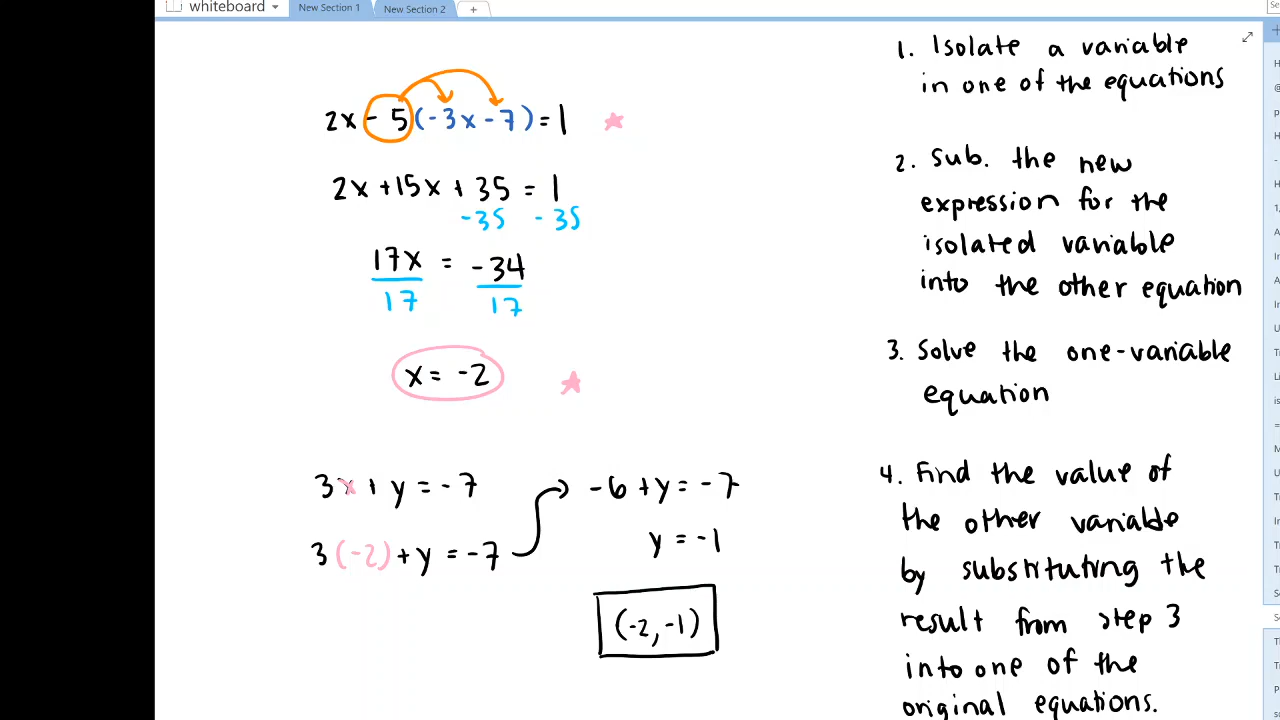 whiteboard
New Section 1
New Section 2
+
2x - 5(-3x - 7) = 1
2x + 15x + 35 = 1
-35 -35
17x = -34
17 17
x = -2
3x + y = -7
3(-2) + y = -7
-6 + y = -7
y = -1
(-2, -1)
1. Isolate a variable
in one of the equations
2. Sub. the new
expression for the
isolated variable
into the other equation
3. Solve the one-variable
equation
4. Find the value of
the other variable
by substituting the
result from step 3
into one of the
original equations.